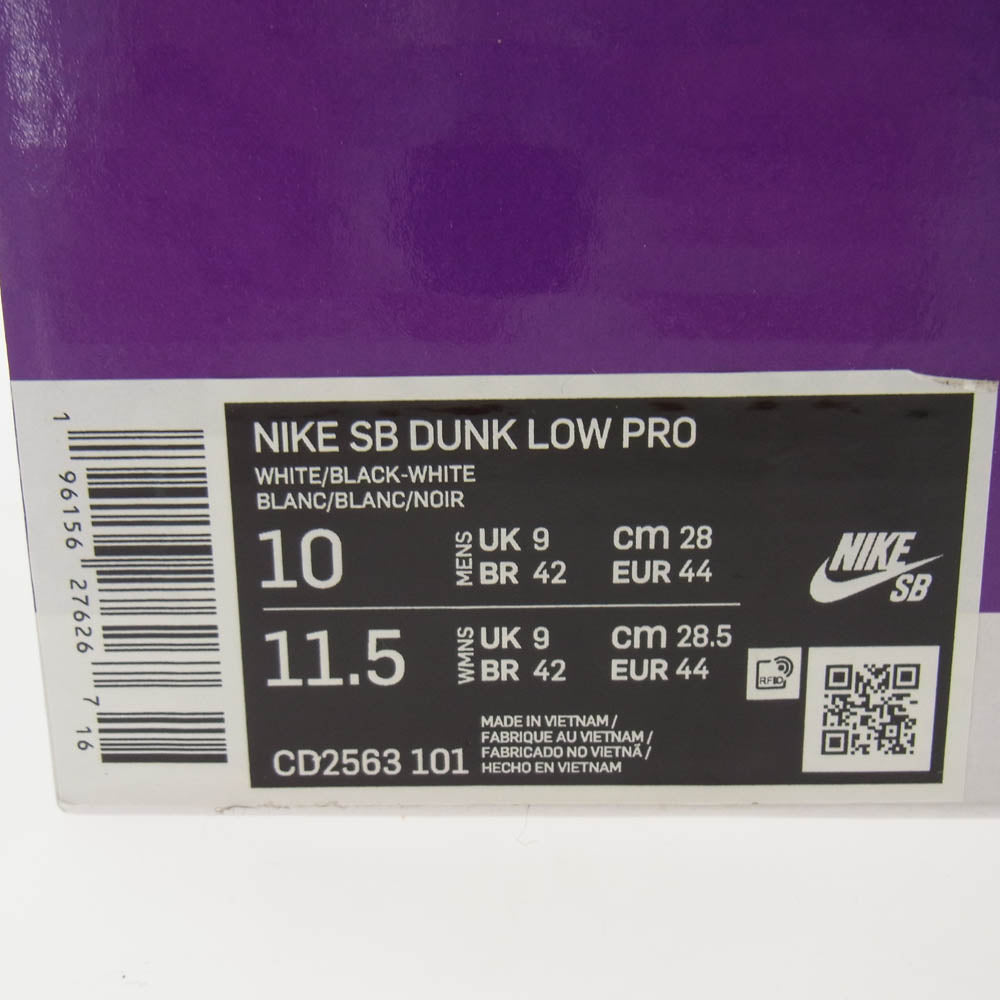 1 96156 27626 7 16
NIKE SB DUNK LOW PRO
WHITE/BLACK-WHITE
BLANC/BLANC/NOIR
10 MENS UK 9 cm 28
BR 42 EUR 44
11.5 WMNS UK 9 cm 28.5
BR 42 EUR 44
NIKE
SB
RFID
MADE IN VIETNAM /
FABRIQUE AU VIETNAM /
FABRICADO NO VIETNÃ /
HECHO EN VIETNAM
CD2563 101